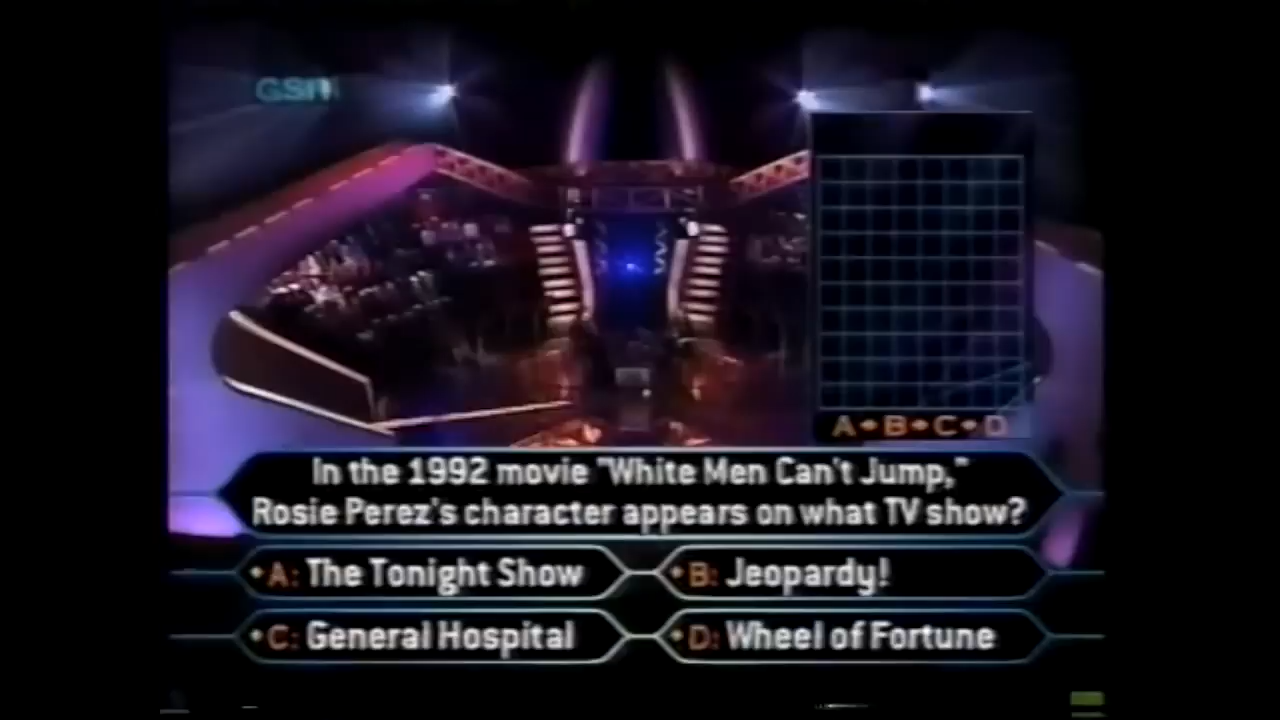 GSN
A•B•C•D
In the 1992 movie "White Men Can't Jump,"
Rosie Perez's character appears on what TV show?
•A: The Tonight Show
•B: Jeopardy!
•C: General Hospital
•D: Wheel of Fortune